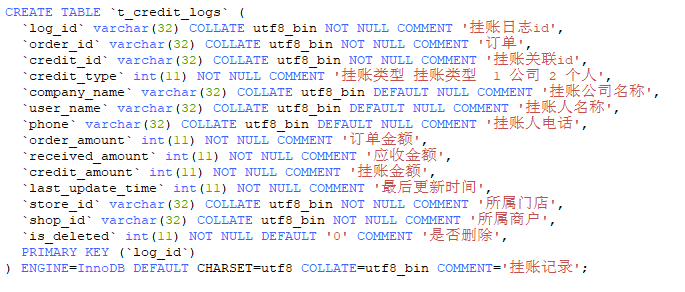 CREATE TABLE `t_credit_logs` (
  `log_id` varchar(32) COLLATE utf8_bin NOT NULL COMMENT '挂账日志id',
  `order_id` varchar(32) COLLATE utf8_bin NOT NULL COMMENT '订单',
  `credit_id` varchar(32) COLLATE utf8_bin NOT NULL COMMENT '挂账关联id',
  `credit_type` int(11) NOT NULL COMMENT '挂账类型 挂账类型  1 公司 2 个人',
  `company_name` varchar(32) COLLATE utf8_bin DEFAULT NULL COMMENT '挂账公司名称',
  `user_name` varchar(32) COLLATE utf8_bin DEFAULT NULL COMMENT '挂账人名称',
  `phone` varchar(32) COLLATE utf8_bin DEFAULT NULL COMMENT '挂账人电话',
  `order_amount` int(11) NOT NULL COMMENT '订单金额',
  `received_amount` int(11) NOT NULL COMMENT '应收金额',
  `credit_amount` int(11) NOT NULL COMMENT '挂账金额',
  `last_update_time` int(11) NOT NULL COMMENT '最后更新时间',
  `store_id` varchar(32) COLLATE utf8_bin NOT NULL COMMENT '所属门店',
  `shop_id` varchar(32) COLLATE utf8_bin NOT NULL COMMENT '所属商户',
  `is_deleted` int(11) NOT NULL DEFAULT '0' COMMENT '是否删除',
  PRIMARY KEY (`log_id`)
) ENGINE=InnoDB DEFAULT CHARSET=utf8 COLLATE=utf8_bin COMMENT='挂账记录';